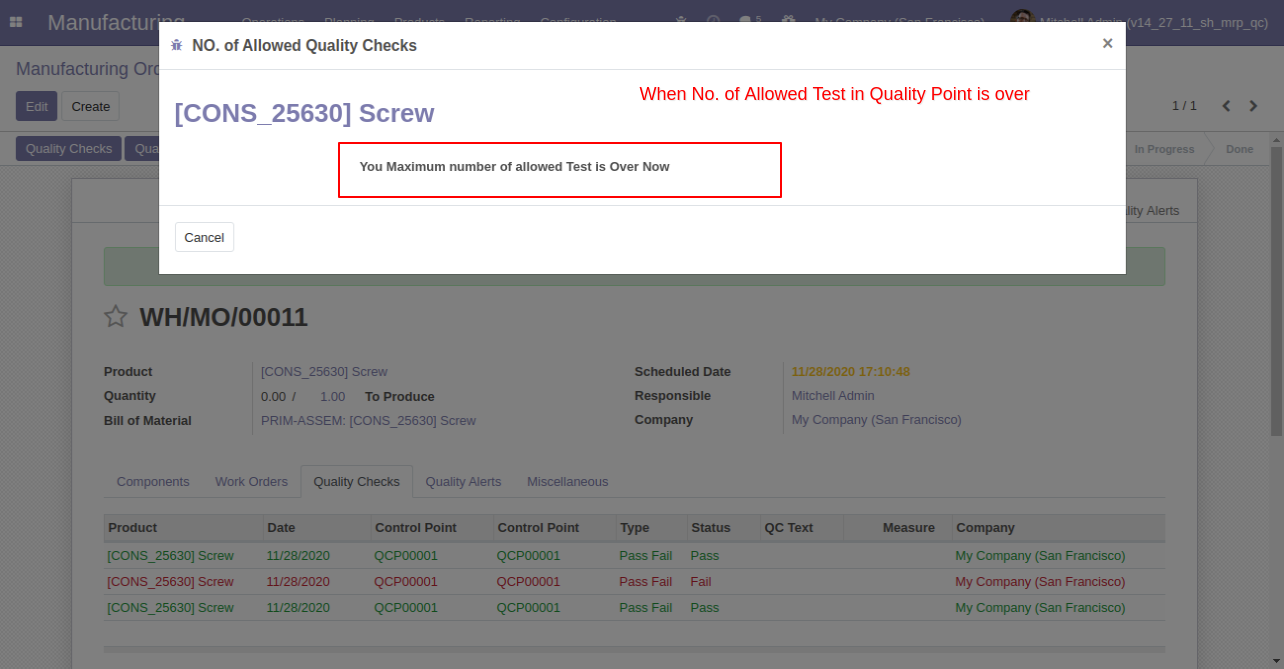 Manufacturing Operations Planning Products Reporting Configuration 5 My Company (San Francisco) Mitchell Admin (v14_27_11_sh_mrp_qc)
NO. of Allowed Quality Checks ×
Manufacturing Ord
When No. of Allowed Test in Quality Point is over
Edit Create
1 / 1
[CONS_25630] Screw
Quality Checks Qua
In Progress Done
You Maximum number of allowed Test is Over Now
lity Alerts
Cancel
WH/MO/00011
Product [CONS_25630] Screw Scheduled Date 11/28/2020 17:10:48
Quantity 0.00 / 1.00 To Produce Responsible Mitchell Admin
Bill of Material PRIM-ASSEM: [CONS_25630] Screw Company My Company (San Francisco)
Components Work Orders Quality Checks Quality Alerts Miscellaneous
Product Date Control Point Control Point Type Status QC Text Measure Company
[CONS_25630] Screw 11/28/2020 QCP00001 QCP00001 Pass Fail Pass My Company (San Francisco)
[CONS_25630] Screw 11/28/2020 QCP00001 QCP00001 Pass Fail Fail My Company (San Francisco)
[CONS_25630] Screw 11/28/2020 QCP00001 QCP00001 Pass Fail Pass My Company (San Francisco)